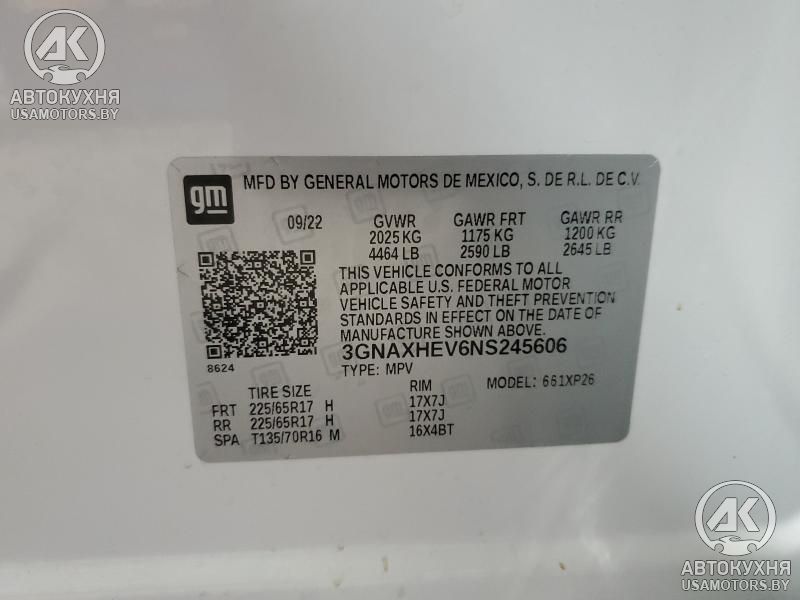 AK
АВТОКУХНЯ
USAMOTORS.BY
gm
MFD BY GENERAL MOTORS DE MEXICO, S. DE R.L. DE C.V.
09/22 GVWR GAWR FRT GAWR RR
2025 KG 1175 KG 1200 KG
4464 LB 2590 LB 2645 LB
THIS VEHICLE CONFORMS TO ALL
APPLICABLE U.S. FEDERAL MOTOR
VEHICLE SAFETY AND THEFT PREVENTION
STANDARDS IN EFFECT ON THE DATE OF
MANUFACTURE SHOWN ABOVE.
3GNAXHEV6NS245606
8624
TYPE: MPV MODEL: 661XP26
TIRE SIZE RIM
FRT 225/65R17 H 17X7J
RR 225/65R17 H 17X7J
SPA T135/70R16 M 16X4BT
AK
АВТОКУХНЯ
USAMOTORS.BY